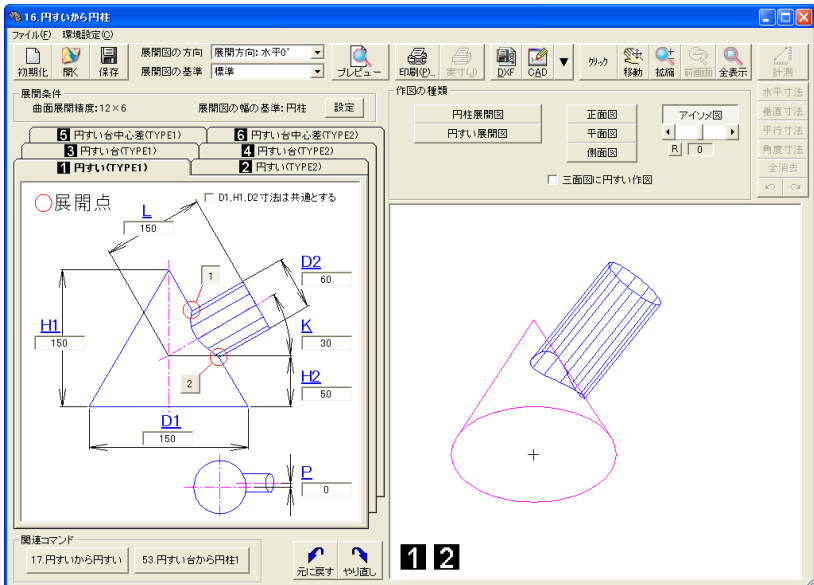 16.円すいから円柱
ファイル(F) 環境設定(C)
初期化 開く 保存
展開図の方向 展開方向:水平0°
展開図の基準 標準
プレビュー 印刷(P)... 実寸(J) DXF CAD ▼ クリック 移動 拡縮 前画面 全表示 計測
展開条件
曲面展開精度:12×6 展開図の幅の基準:円柱 設定
5 円すい台中心差(TYPE1) 6 円すい台中心差(TYPE2)
3 円すい台(TYPE1) 4 円すい台(TYPE2)
1 円すい(TYPE1) 2 円すい(TYPE2)
○展開点
D1,H1,D2寸法は共通とする
L
150
1
D2
60
H1
150
K
30
2
H2
50
D1
150
P
0
関連コマンド
17.円すいから円すい 53.円すい台から円柱1
元に戻す やり直し
作図の種類
円柱展開図 正面図 アイソメ図
円すい展開図 平面図
側面図 R 0
三面図に円すい作図
水平寸法
垂直寸法
平行寸法
角度寸法
全消去
1 2